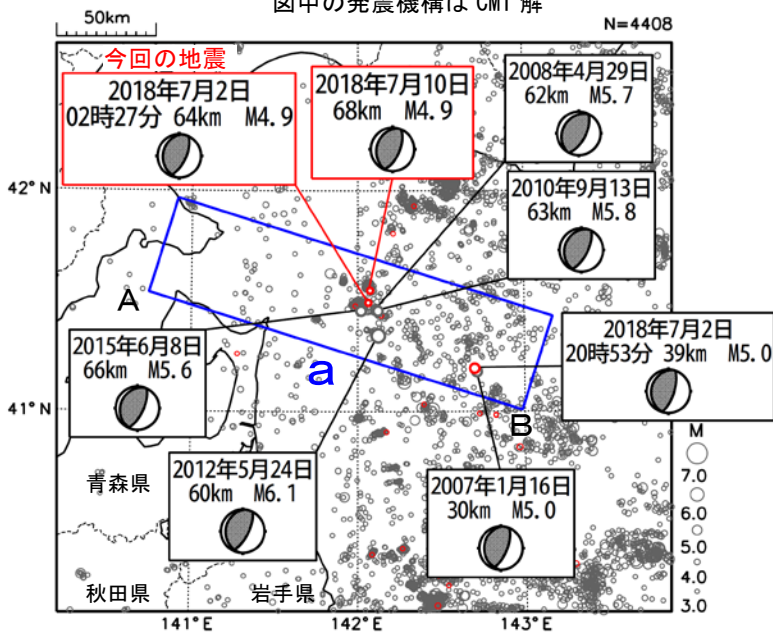 図中の発震機構は CMT 解
50km
N=4408
今回の地震
2018年7月2日
02時27分 64km M4.9
2018年7月10日
68km M4.9
2008年4月29日
62km M5.7
2010年9月13日
63km M5.8
42°N
A
a
2015年6月8日
66km M5.6
2018年7月2日
20時53分 39km M5.0
41°N
B
M
7.0
6.0
5.0
4.0
3.0
2012年5月24日
60km M6.1
2007年1月16日
30km M5.0
青森県
秋田県
岩手県
141°E
142°E
143°E